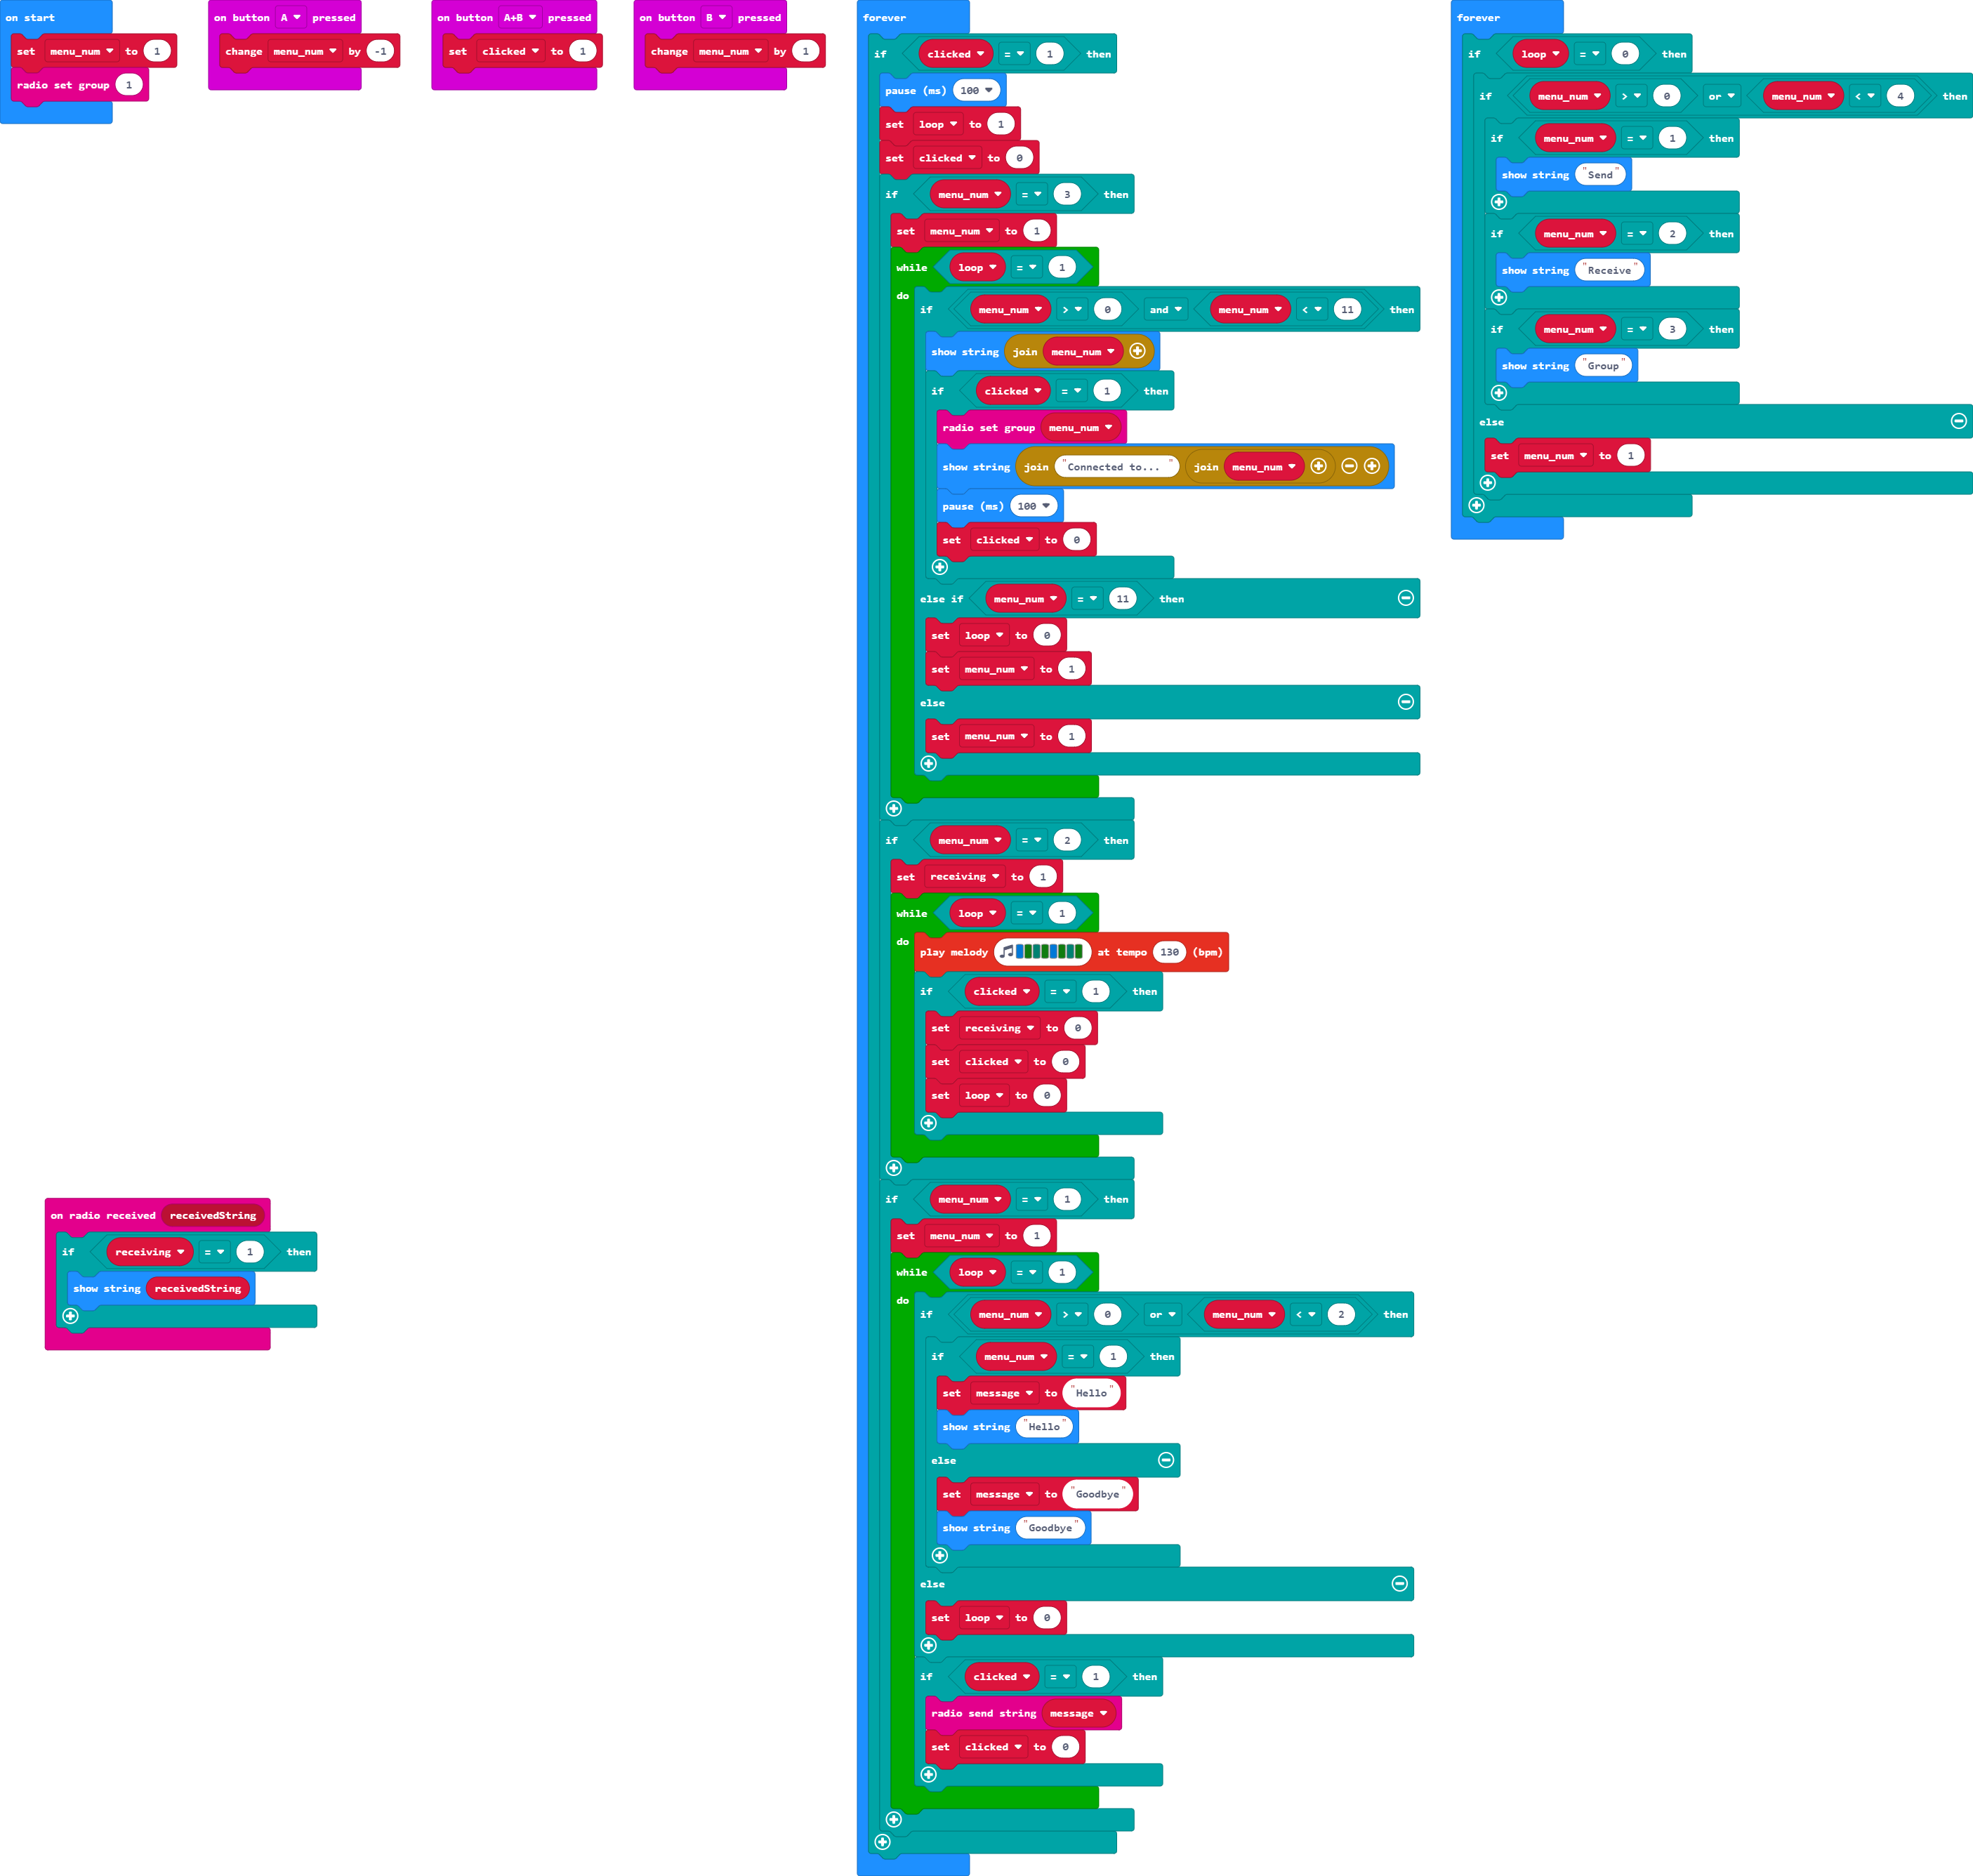 on start
set menu_num to 1
radio set group 1
on button A pressed
change menu_num by -1
on button A+B pressed
set clicked to 1
on button B pressed
change menu_num by 1
forever
if clicked = 1 then
pause (ms) 100
set loop to 1
set clicked to 0
if menu_num = 3 then
set menu_num to 1
while loop = 1
do
if menu_num > 0 and menu_num < 11 then
show string join menu_num
if clicked = 1 then
radio set group menu_num
show string join "Connected to... " join menu_num
pause (ms) 100
set clicked to 0
else if menu_num = 11 then
set loop to 0
set menu_num to 1
else
set menu_num to 1
if menu_num = 2 then
set receiving to 1
while loop = 1
do
play melody at tempo 130 (bpm)
if clicked = 1 then
set receiving to 0
set clicked to 0
set loop to 0
if menu_num = 1 then
set menu_num to 1
while loop = 1
do
if menu_num > 0 or menu_num < 2 then
if menu_num = 1 then
set message to "Hello"
show string "Hello"
else
set message to "Goodbye"
show string "Goodbye"
else
set loop to 0
if clicked = 1 then
radio send string message
set clicked to 0
forever
if loop = 0 then
if menu_num > 0 or menu_num < 4 then
if menu_num = 1 then
show string "Send"
if menu_num = 2 then
show string "Receive"
if menu_num = 3 then
show string "Group"
else
set menu_num to 1
on radio received receivedString
if receiving = 1 then
show string receivedString